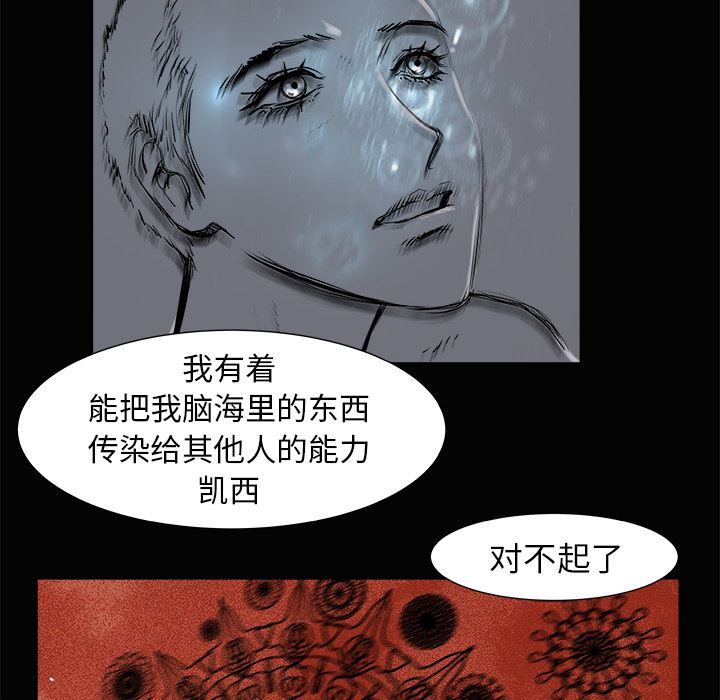 我有着
能把我脑海里的东西
传染给其他人的能力
凯西
对不起了